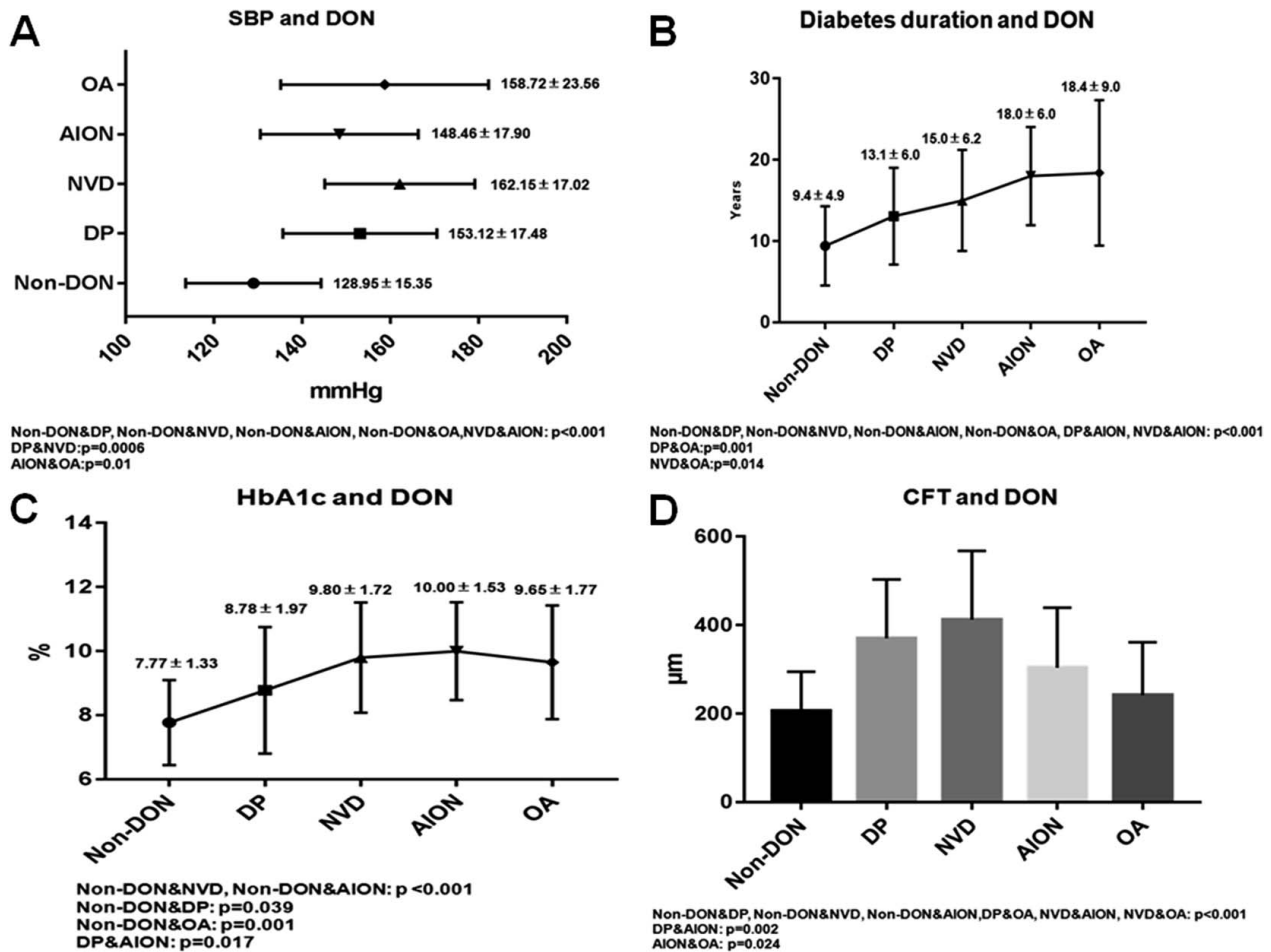 A
SBP and DON
OA
158.72±23.56
AION
148.46±17.90
NVD
162.15±17.02
DP
153.12±17.48
Non-DON
128.95±15.35
100
120
140
160
180
200
mmHg
Non-DON&DP, Non-DON&NVD, Non-DON&AION, Non-DON&OA,NVD&AION: p<0.001
DP&NVD:p=0.0006
AION&OA:p=0.01
B
Diabetes duration and DON
30
20
10
0
Years
9.4±4.9
13.1±6.0
15.0±6.2
18.0±6.0
18.4±9.0
Non-DON
DP
NVD
AION
OA
Non-DON&DP, Non-DON&NVD, Non-DON&AION, Non-DON&OA, DP&AION, NVD&AION: p<0.001
DP&OA:p=0.001
NVD&OA:p=0.014
C
HbA1c and DON
14
12
10
8
6
%
7.77±1.33
8.78±1.97
9.80±1.72
10.00±1.53
9.65±1.77
Non-DON
DP
NVD
AION
OA
Non-DON&NVD, Non-DON&AION: p <0.001
Non-DON&DP: p=0.039
Non-DON&OA: p=0.001
DP&AION: p=0.017
D
CFT and DON
600
400
200
0
µm
Non-DON
DP
NVD
AION
OA
Non-DON&DP, Non-DON&NVD, Non-DON&AION,DP&OA, NVD&AION, NVD&OA: p<0.001
DP&AION: p=0.002
AION&OA: p=0.024